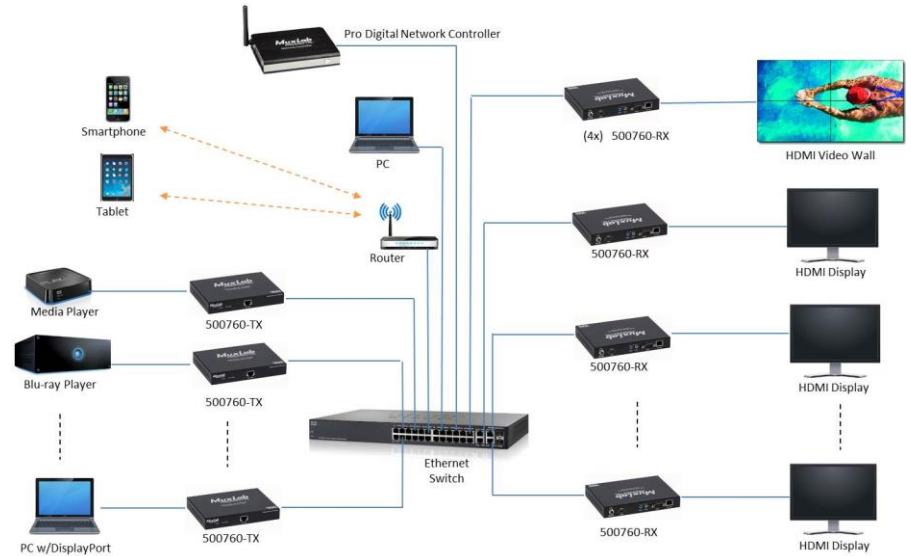 MuxLab
Pro Digital Network Controller
Smartphone
PC
(4x) 500760-RX
HDMI Video Wall
Tablet
Router
500760-RX
HDMI Display
Media Player
500760-TX
MuxLab
500760-RX
HDMI Display
Blu-ray Player
500760-TX
Ethernet
Switch
PC w/DisplayPort
500760-TX
500760-RX
HDMI Display